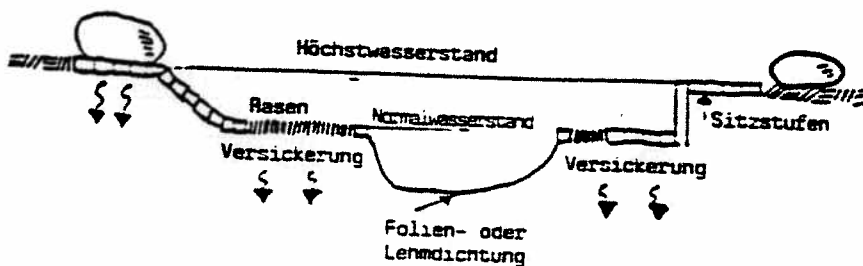 Höchstwasserstand
Rasen
Normalwasserstand
Sitzstufen
Versickerung
Versickerung
Folien- oder
Lehmdichtung